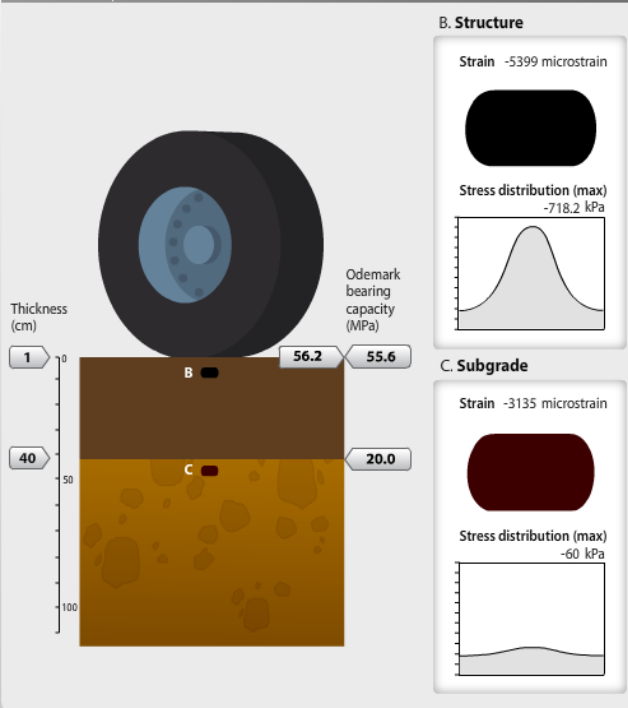 B. Structure
Strain -5399 microstrain
Stress distribution (max)
-718.2 kPa
Odemark
bearing
capacity
(MPa)
Thickness
(cm)
1
0
56.2
55.6
B
C. Subgrade
Strain -3135 microstrain
40
20.0
C
50
Stress distribution (max)
-60 kPa
100